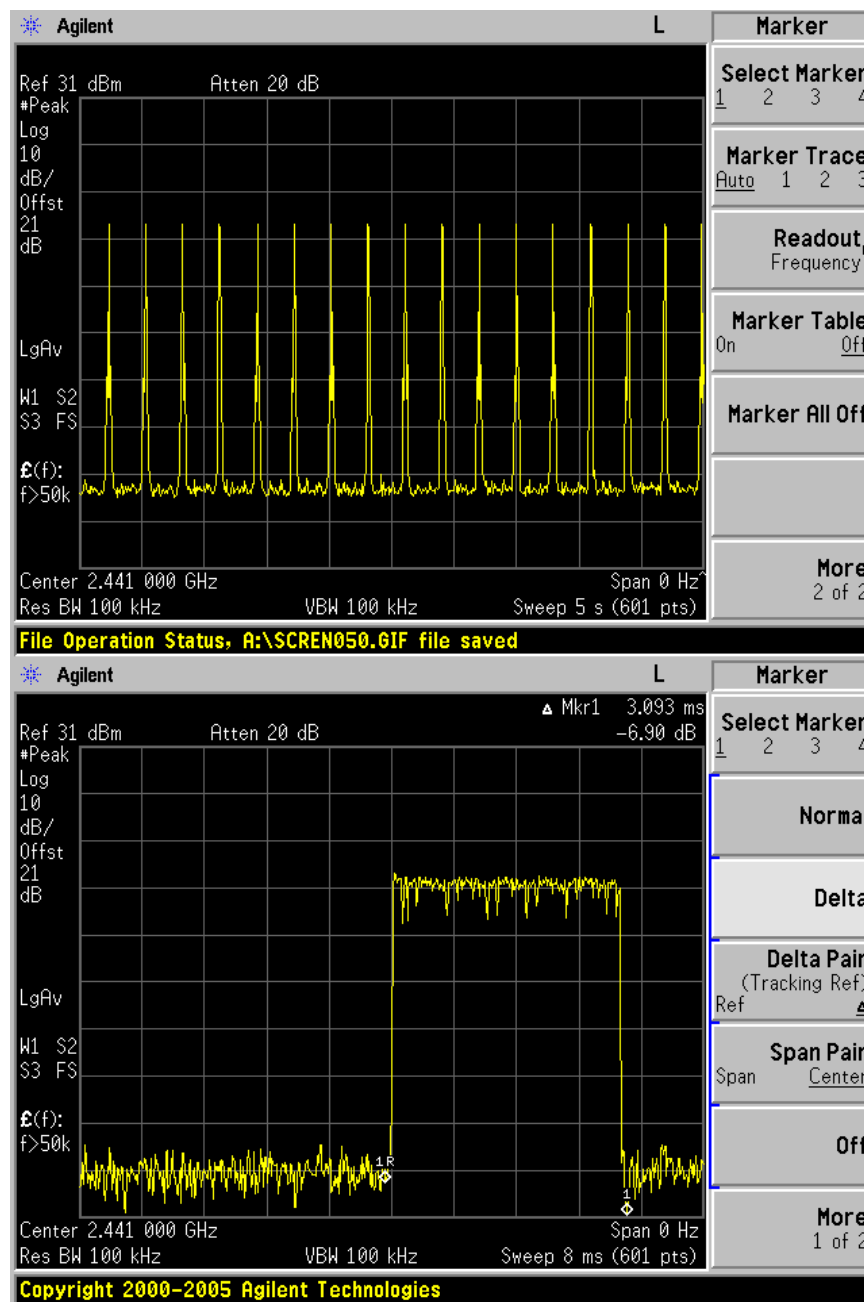 Agilent L Marker
Ref 31 dBm Atten 20 dB
#Peak
Log
10
dB/
Offst
21
dB
LgAv
W1 S2
S3 FS
£(f):
f>50k
Center 2.441 000 GHz Span 0 Hz^
Res BW 100 kHz VBW 100 kHz Sweep 5 s (601 pts)
File Operation Status, A:\SCREN050.GIF file saved
Select Marker
1 2 3 4
Marker Trace
Auto 1 2 3
Readout,
Frequency
Marker Table
On Off
Marker All Off
More
2 of 2
Agilent L Marker
Δ Mkr1 3.093 ms
Ref 31 dBm Atten 20 dB -6.90 dB
#Peak
Log
10
dB/
Offst
21
dB
LgAv
W1 S2
S3 FS
£(f):
f>50k
1R
1
Center 2.441 000 GHz Span 0 Hz
Res BW 100 kHz VBW 100 kHz Sweep 8 ms (601 pts)
Copyright 2000-2005 Agilent Technologies
Select Marker
1 2 3 4
Norma
Delta
Delta Pair
(Tracking Ref)
Ref Δ
Span Pair
Span Center
Off
More
1 of 2